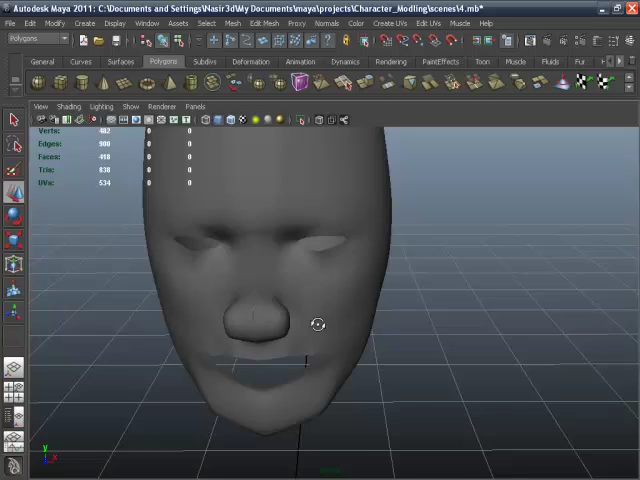 Autodesk Maya 2011: C:\Documents and Settings\Nasir3d\My Documents\maya\projects\Character_Modling\scenes\4.mb*
File Edit Modify Create Display Window Assets Select Mesh Edit Mesh Proxy Normals Color Create UVs Edit UVs Muscle Help
Polygons
General Curves Surfaces Polygons Subdivs Deformation Animation Dynamics Rendering PaintEffects Toon Muscle Fluids Fur
View Shading Lighting Show Renderer Panels
Verts: 482 0 0
Edges: 900 0 0
Faces: 418 0 0
Tris: 838 0 0
UVs: 534 0 0
y
x